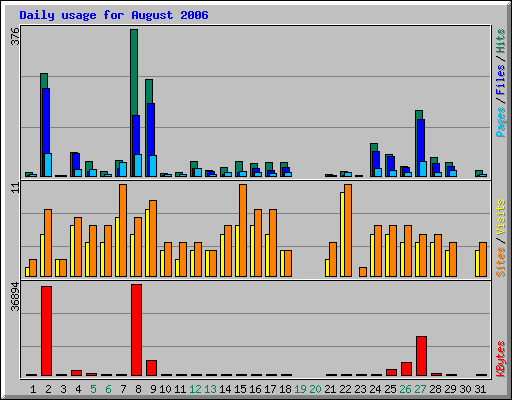 Daily usage for August 2006
376
Pages / Files / Hits
11
Sites / Visits
36894
KBytes
1 2 3 4 5 6 7 8 9 10 11 12 13 14 15 16 17 18 19 20 21 22 23 24 25 26 27 28 29 30 31